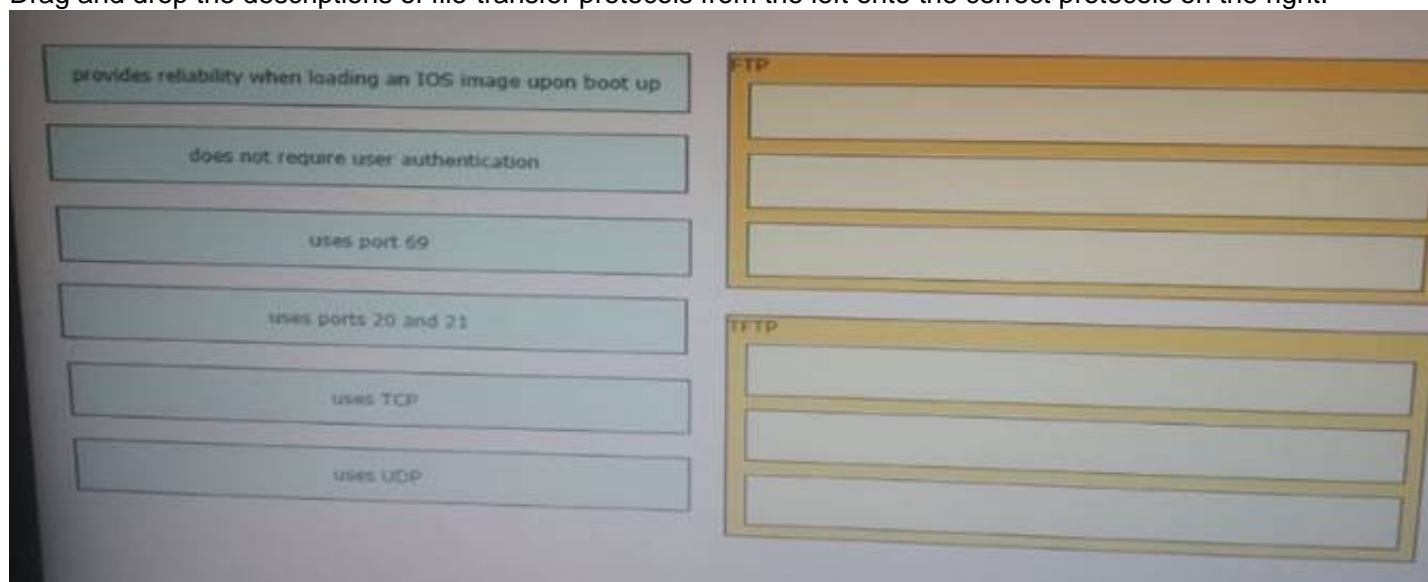 Drag and drop the descriptions of file-transfer protocols from the left onto the correct protocols on the right.
provides reliability when loading an IOS image upon boot up
does not require user authentication
uses port 69
uses ports 20 and 21
uses TCP
uses UDP
FTP
TFTP